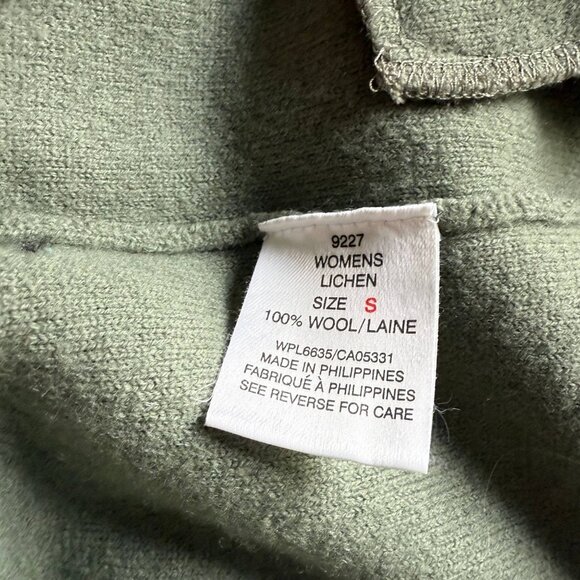 9227
WOMENS
LICHEN
SIZE S
100% WOOL/LAINE
WPL6635/CA05331
MADE IN PHILIPPINES
FABRIQUÉ À PHILIPPINES
SEE REVERSE FOR CARE